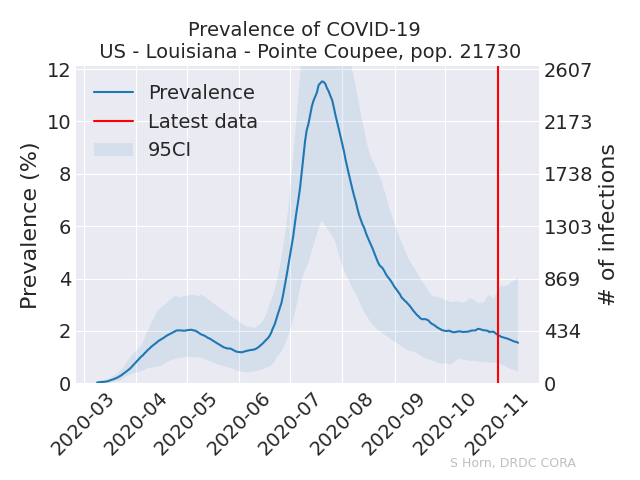 Prevalence of COVID-19
US - Louisiana - Pointe Coupee, pop. 21730
Prevalence
Latest data
95CI
Prevalence (%)
12
10
8
6
4
2
0
2607
2173
1738
1303
869
434
0
# of infections
2020-03
2020-04
2020-05
2020-06
2020-07
2020-08
2020-09
2020-10
2020-11
S Horn, DRDC CORA